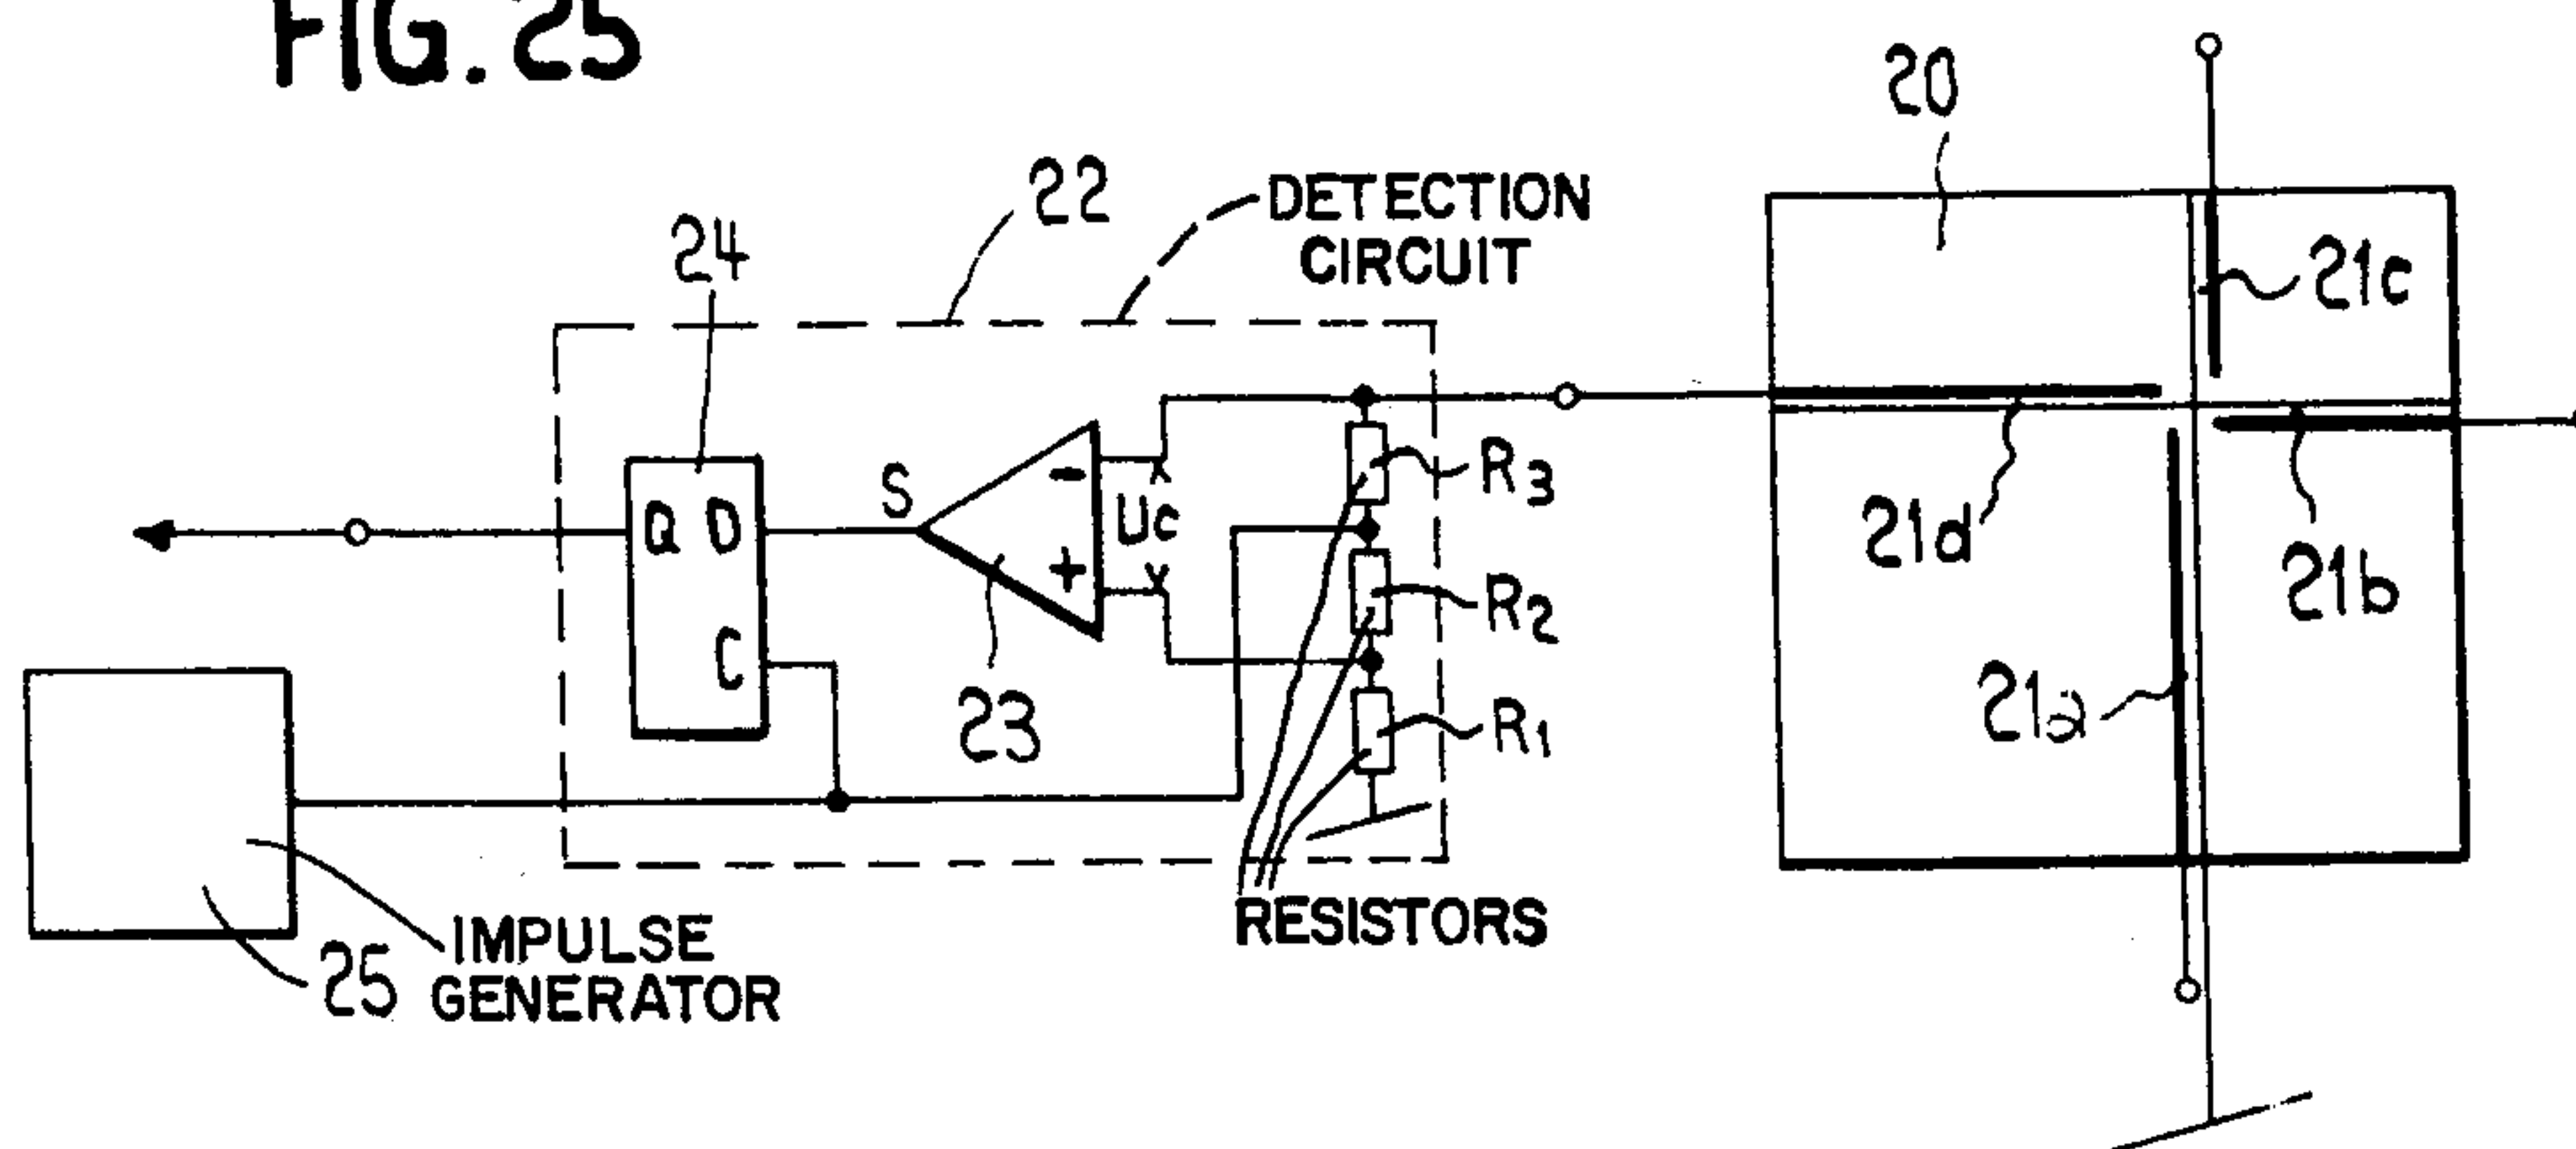 FIG. 25
20
22
DETECTION
CIRCUIT
24
21c
S
-
R3
Q D
Uc
21d
+
R2
21b
C
23
R1
21a
RESISTORS
IMPULSE
25 GENERATOR